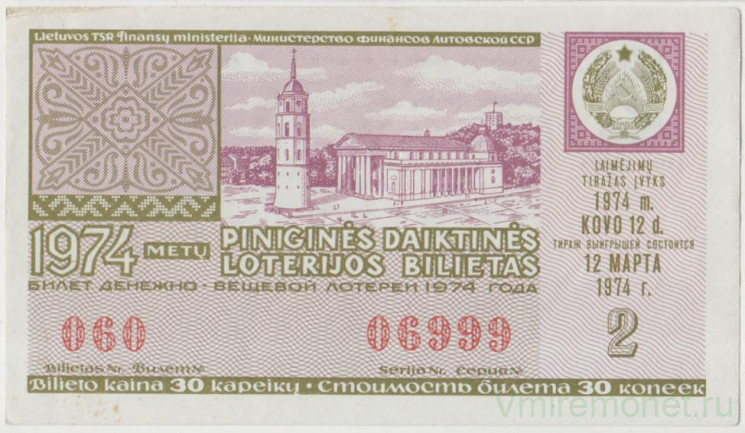 Lietuvos TSR Finansų ministerija · Министерство финансов Литовской ССР
1974 METŲ PINIGINĖS DAIKTINĖS
LOTERIJOS BILIETAS
БИЛЕТ ДЕНЕЖНО - ВЕЩЕВОЙ ЛОТЕРЕИ 1974 ГОДА
060 06999
Bilietas Nr. Билет № Serija Nr. Серия №
Bilieto kaina 30 kapeikų · Стоимость билета 30 копеек
LAIMĖJIMŲ
TIRAŽAS ĮVYKS
1974 m.
KOVO 12 d.
ТИРАЖ ВЫИГРЫШЕЙ СОСТОИТСЯ
12 МАРТА
1974 г.
2
vmiremonet.ru